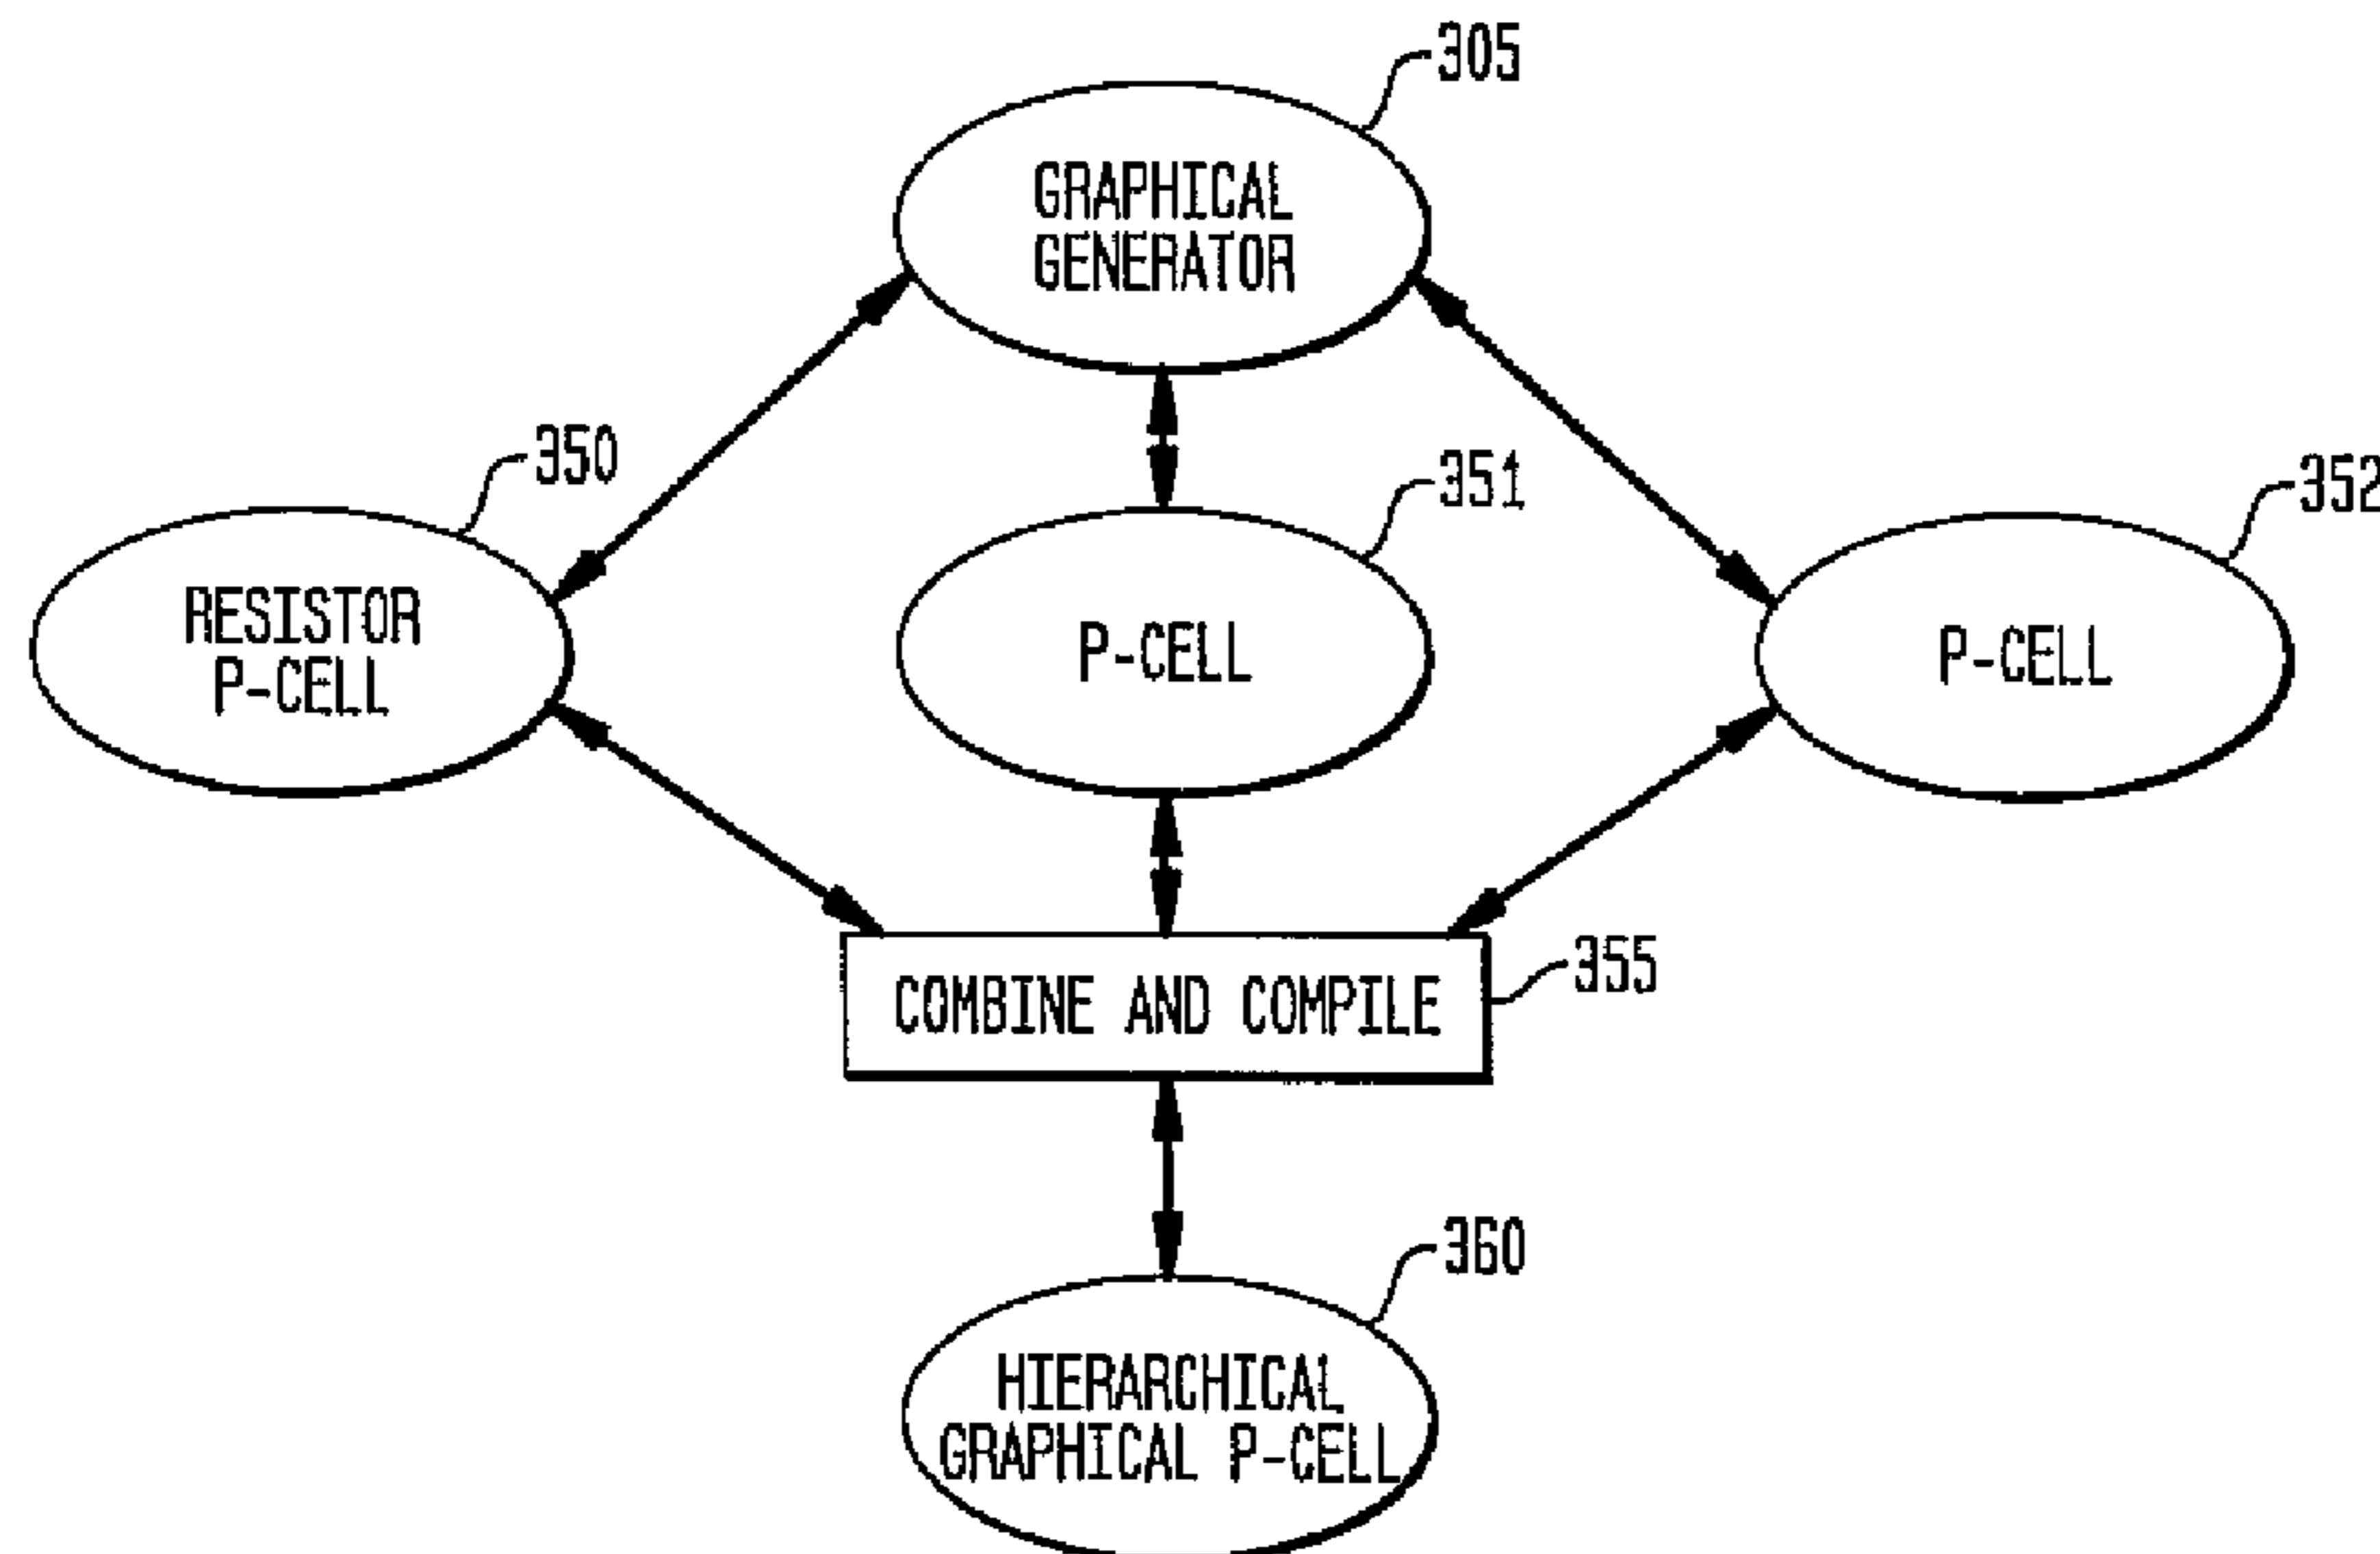 305
GRAPHICAL
GENERATOR
350
351
352
RESISTOR
P-CELL
P-CELL
P-CELL
COMBINE AND COMPILE
355
360
HIERARCHICAL
GRAPHICAL P-CELL